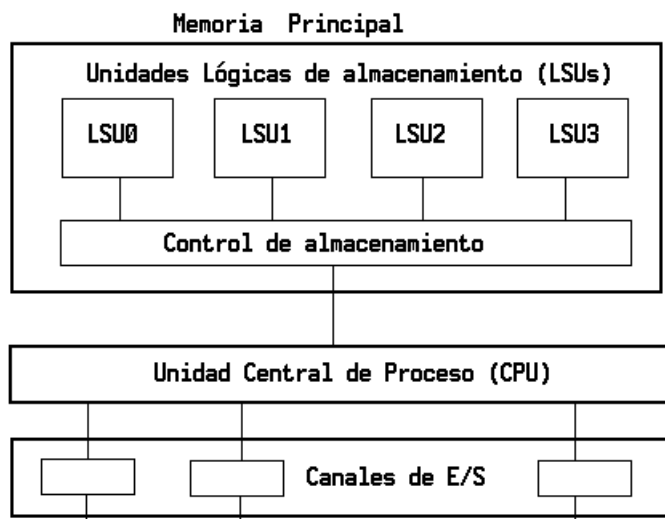 Memoria Principal
Unidades Lógicas de almacenamiento (LSUs)
LSU0 LSU1 LSU2 LSU3
Control de almacenamiento
Unidad Central de Proceso (CPU)
Canales de E/S